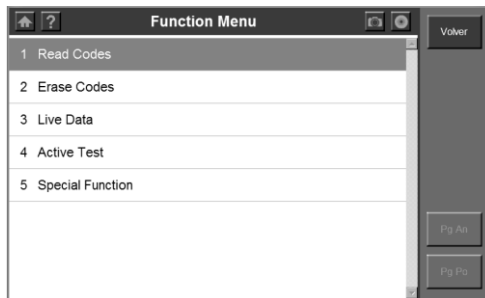 ? Function Menu
Volver
1 Read Codes
2 Erase Codes
3 Live Data
4 Active Test
5 Special Function
Pg An
Pg Po